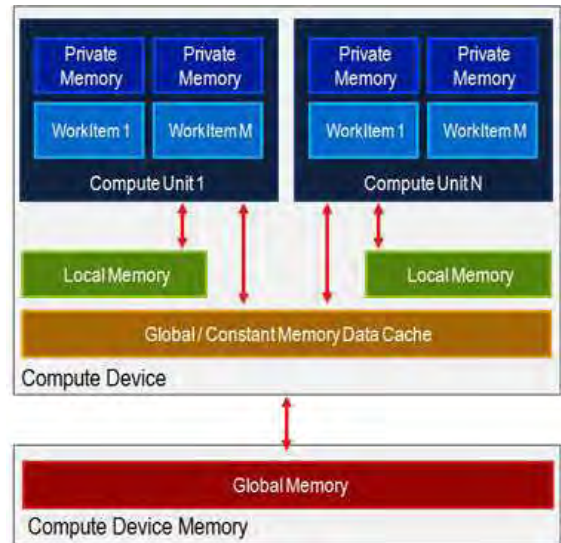 Private Memory Private Memory Private Memory Private Memory
WorkItem 1 WorkItem M WorkItem 1 WorkItem M
Compute Unit 1 Compute Unit N
Local Memory Local Memory
Global / Constant Memory Data Cache
Compute Device
Global Memory
Compute Device Memory